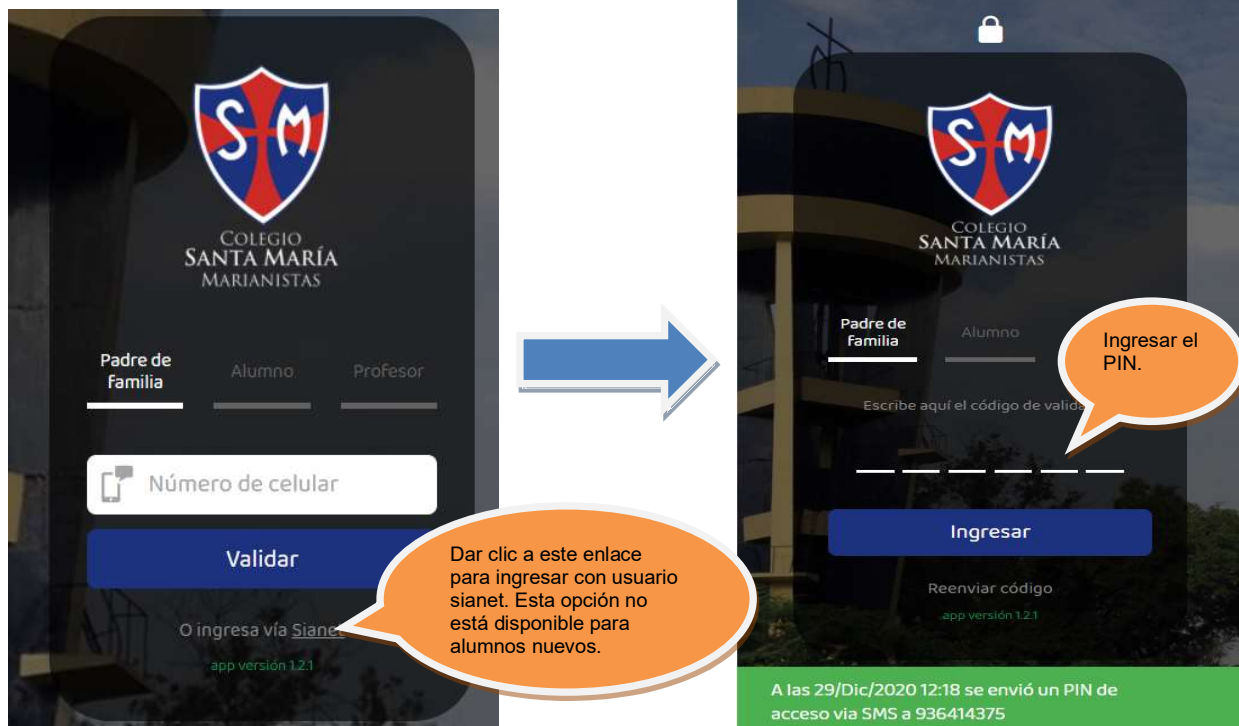 SM
COLEGIO
SANTA MARÍA
MARIANISTAS
Padre de
familia
Alumno
Profesor
Número de celular
Validar
O ingresa vía Sianet
app versión 1.2.1
Dar clic a este enlace
para ingresar con usuario
sianet. Esta opción no
está disponible para
alumnos nuevos.
SM
COLEGIO
SANTA MARÍA
MARIANISTAS
Padre de
familia
Alumno
Ingresar el
PIN.
Escribe aquí el código de valida
Ingresar
Reenviar código
app versión 1.2.1
A las 29/Dic/2020 12:18 se envió un PIN de
acceso via SMS a 936414375